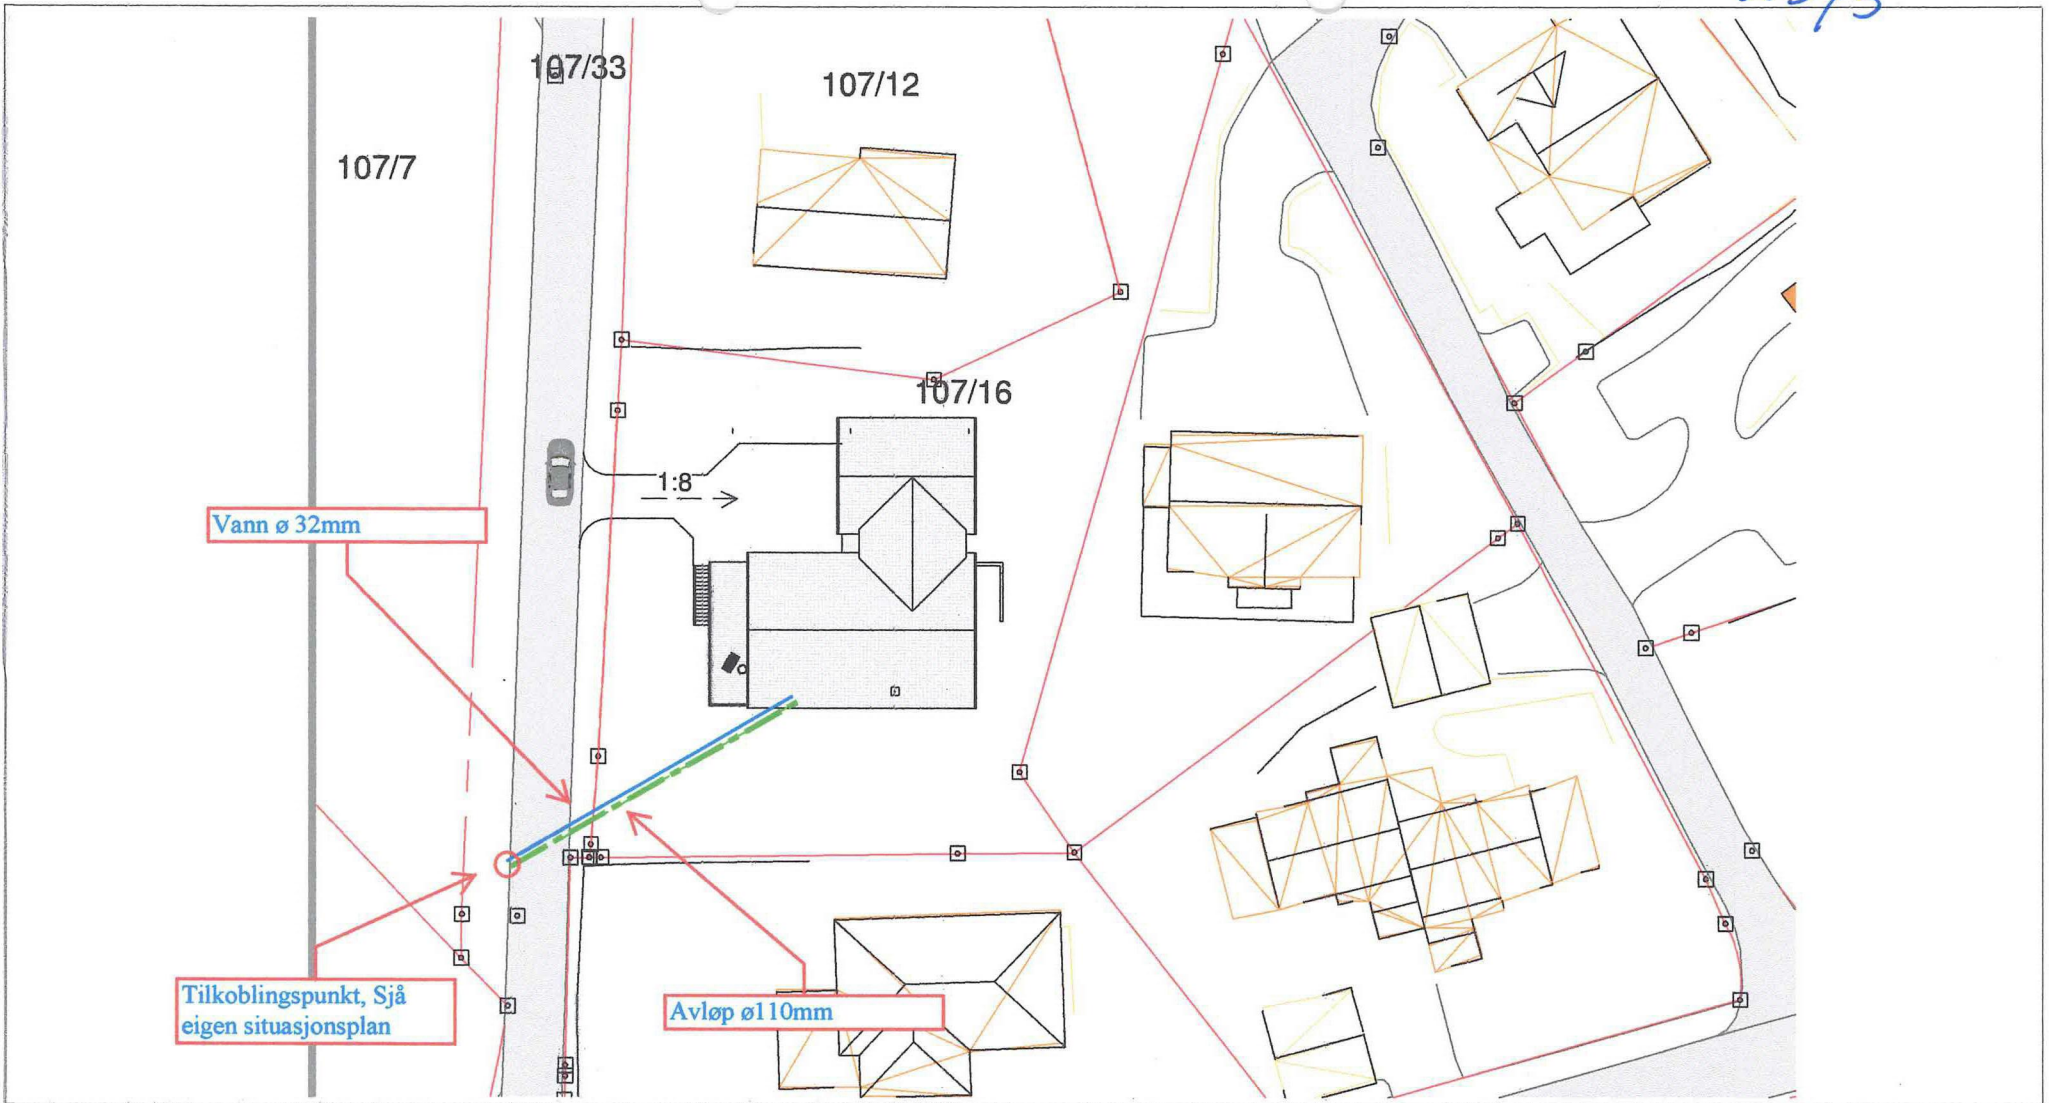 107/33
107/12
107/7
107/16
1:8
Vann ø 32mm
Tilkoblingspunkt, Sjå
eigen situasjonsplan
Avløp ø110mm